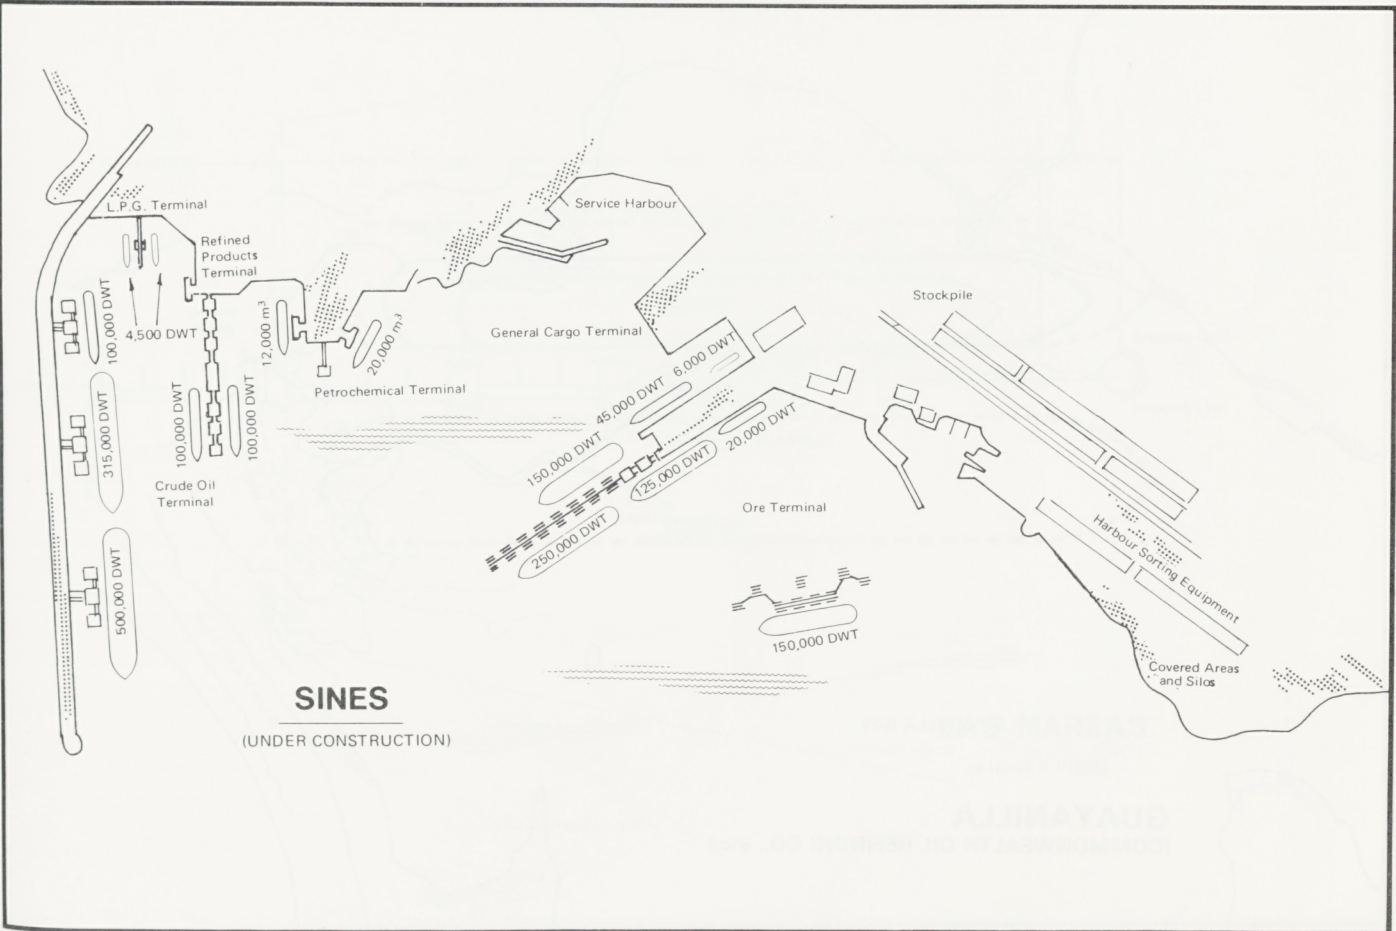 L.P.G. Terminal
Refined
Products
Terminal
4,500 DWT
100,000 DWT
315,000 DWT
500,000 DWT
Crude Oil
Terminal
100,000 DWT
100,000 DWT
12,000 m³
20,000 m³
Petrochemical Terminal
Service Harbour
General Cargo Terminal
6,000 DWT
45,000 DWT
150,000 DWT
250,000 DWT
125,000 DWT
20,000 DWT
Ore Terminal
150,000 DWT
Stockpile
Harbour Sorting Equipment
Covered Areas
and Silos
SINES
(UNDER CONSTRUCTION)
GUAYANILLA